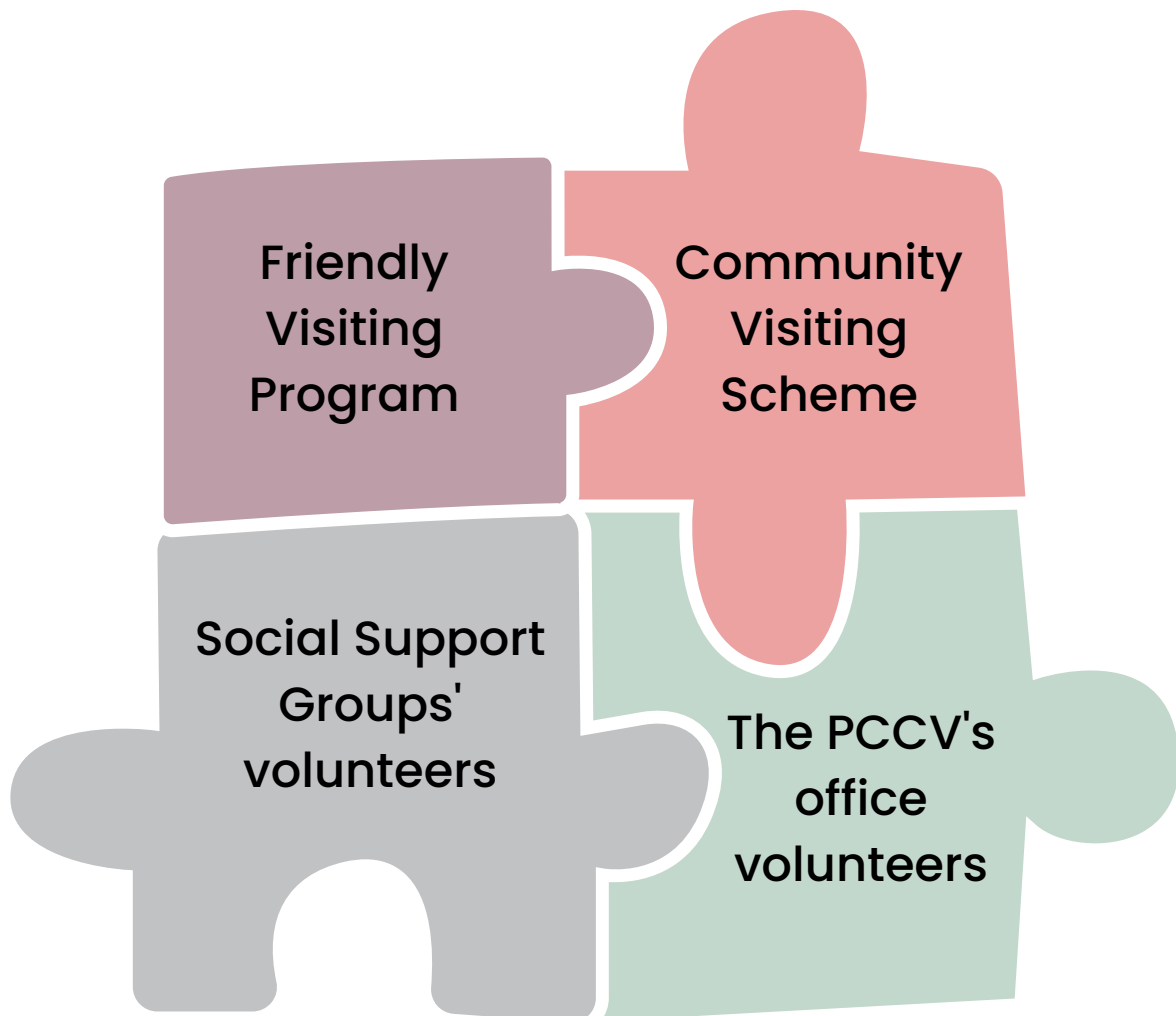 Friendly
Visiting
Program
Community
Visiting
Scheme
Social Support
Groups'
volunteers
The PCCV's
office
volunteers